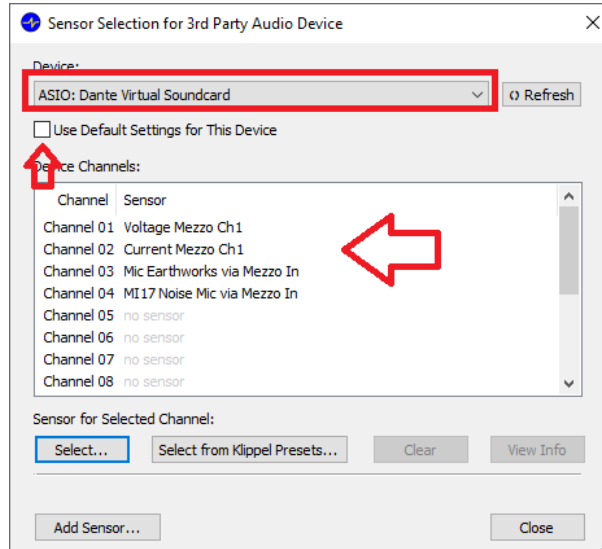 Sensor Selection for 3rd Party Audio Device
Device:
ASIO: Dante Virtual Soundcard
Refresh
Use Default Settings for This Device
Device Channels:
Channel Sensor
Channel 01 Voltage Mezzo Ch1
Channel 02 Current Mezzo Ch1
Channel 03 Mic Earthworks via Mezzo In
Channel 04 MI17 Noise Mic via Mezzo In
Channel 05 no sensor
Channel 06 no sensor
Channel 07 no sensor
Channel 08 no sensor
Sensor for Selected Channel:
Select... Select from Klippel Presets... Clear View Info
Add Sensor... Close